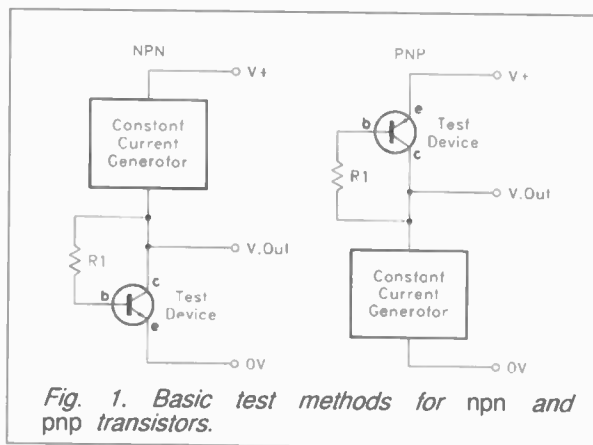 NPN
V+
Constant
Current
Generator
R1
V.Out
b
c
Test
Device
e
0V
PNP
V+
e
b
Test
Device
c
R1
V.Out
Constant
Current
Generator
0V
Fig. 1. Basic test methods for npn and
pnp transistors.